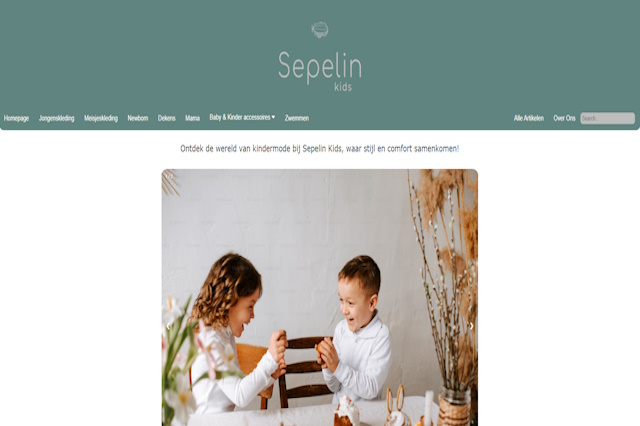 Sepelin
kids
Homepage Jongenskleding Meisjeskleding Newborn Dekens Mama Baby & Kinder accessoires ▾ Zwemmen Alle Artikelen Over Ons Search
Ontdek de wereld van kindermode bij Sepelin Kids, waar stijl en comfort samenkomen!